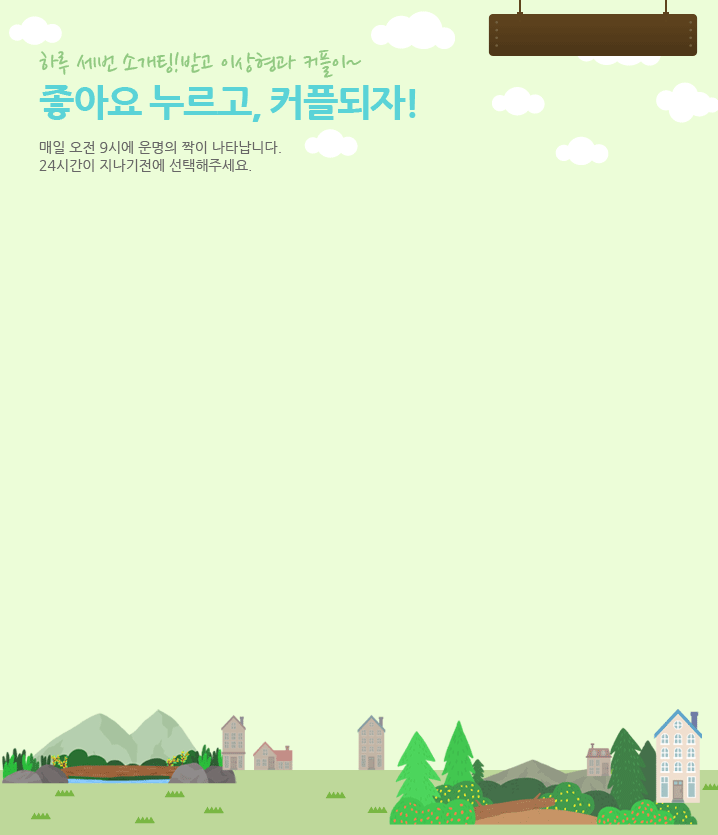 하루 세번 소개팅!받고 이상형과 커플이~
좋아요 누르고, 커플되자!
매일 오전 9시에 운명의 짝이 나타납니다.
24시간이 지나기전에 선택해주세요.